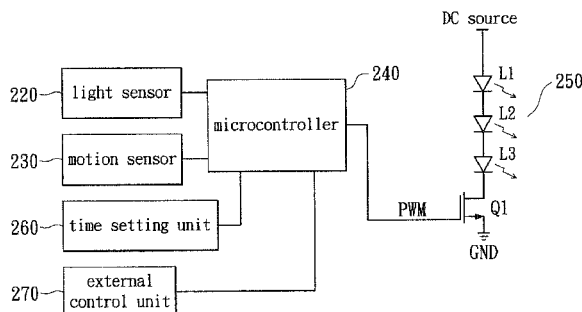 DC source
240
L1
220
light sensor
250
microcontroller
L2
230
motion sensor
L3
260
time setting unit
PWM
Q1
GND
270
external
control unit